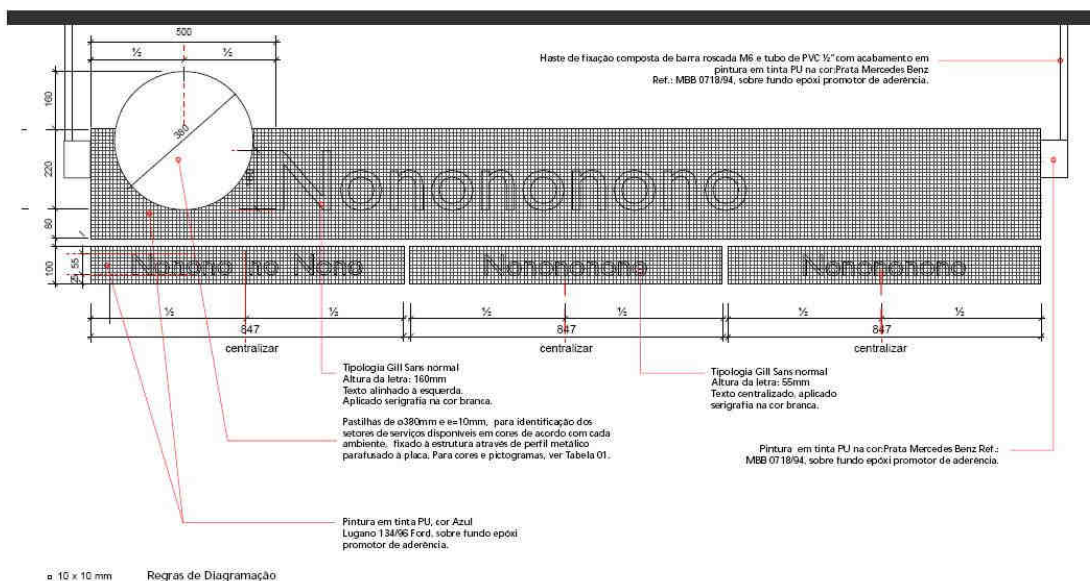 500
½ ½
Haste de fixação composta de barra roscada M6 e tubo de PVC ½" com acabamento em
pintura em tinta PU na cor:Prata Mercedes Benz
Ref.: MBB 0718/94, sobre fundo epóxi promotor de aderência.
160
380
220
Nonononono
80
100
55
25
Nonono no Nono
Nonononono
Nonononono
½ ½ ½ ½ ½ ½
847 847 847
centralizar centralizar centralizar
Tipologia Gill Sans normal
Altura da letra: 160mm
Texto alinhado à esquerda.
Aplicado serigrafia na cor branca.
Tipologia Gill Sans normal
Altura da letra: 55mm
Texto centralizado, aplicado
serigrafia na cor branca.
Pastilhas de ø380mm e e=10mm, para identificação dos
setores de serviços disponíveis em cores de acordo com cada
ambiente, fixado à estrutura através de perfil metálico
parafusado à placa. Para cores e pictogramas, ver Tabela 01.
Pintura em tinta PU na cor:Prata Mercedes Benz Ref.:
MBB 0718/94, sobre fundo epóxi promotor de aderência.
Pintura em tinta PU, cor Azul
Lugano 134/96 Ford, sobre fundo epóxi
promotor de aderência.
10 x 10 mm Regras de Diagramação